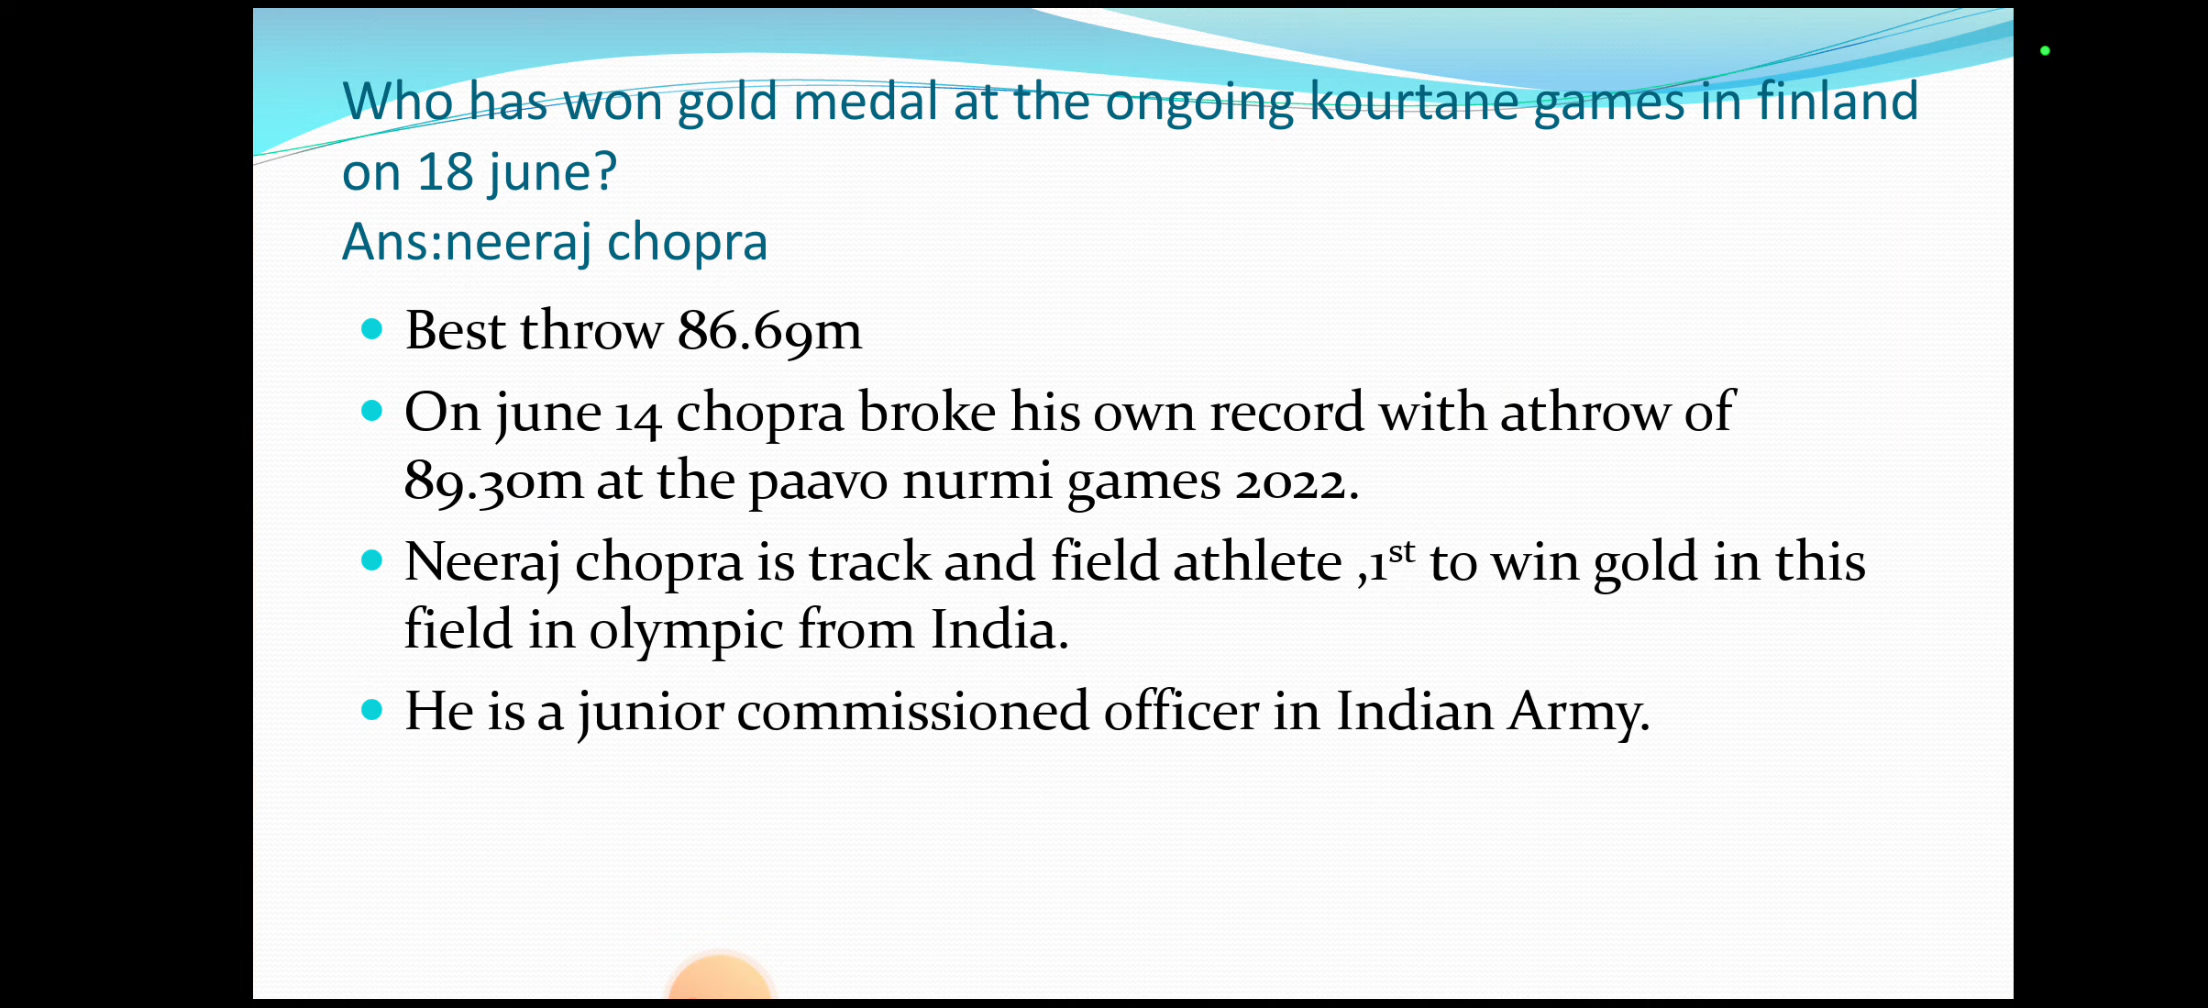 Who has won gold medal at the ongoing kourtane games in finland
on 18 june?
Ans:neeraj chopra
• Best throw 86.69m
• On june 14 chopra broke his own record with athrow of
89.30m at the paavo nurmi games 2022.
• Neeraj chopra is track and field athlete ,1st to win gold in this
field in olympic from India.
• He is a junior commissioned officer in Indian Army.